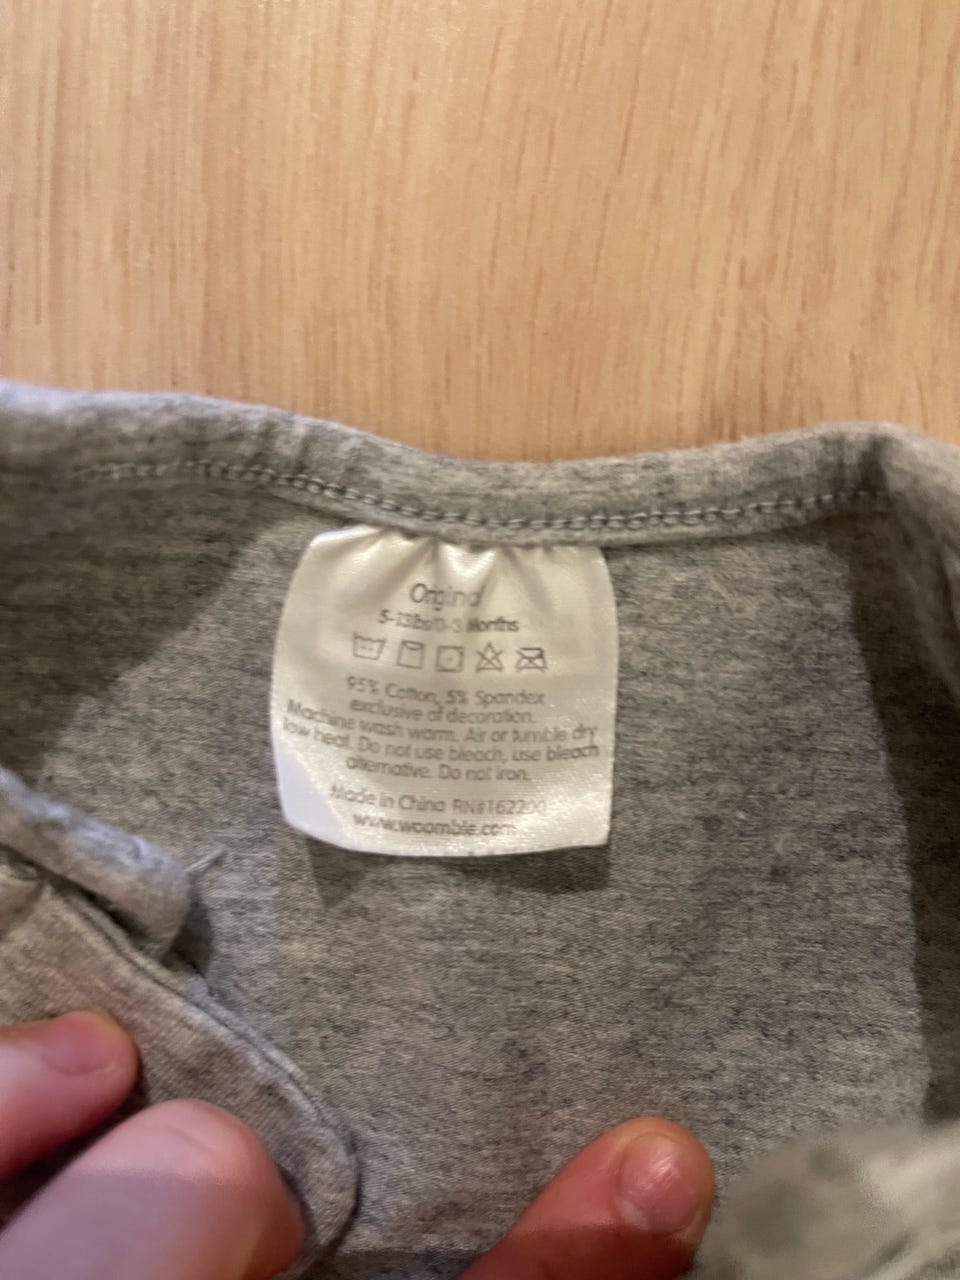 Original
5-13lbs/0-3 Months
95% Cotton, 5% Spandex
exclusive of decoration.
Machine wash warm. Air or tumble dry
low heat. Do not use bleach, use bleach
alternative. Do not iron.
Made in China
www.woombie.com